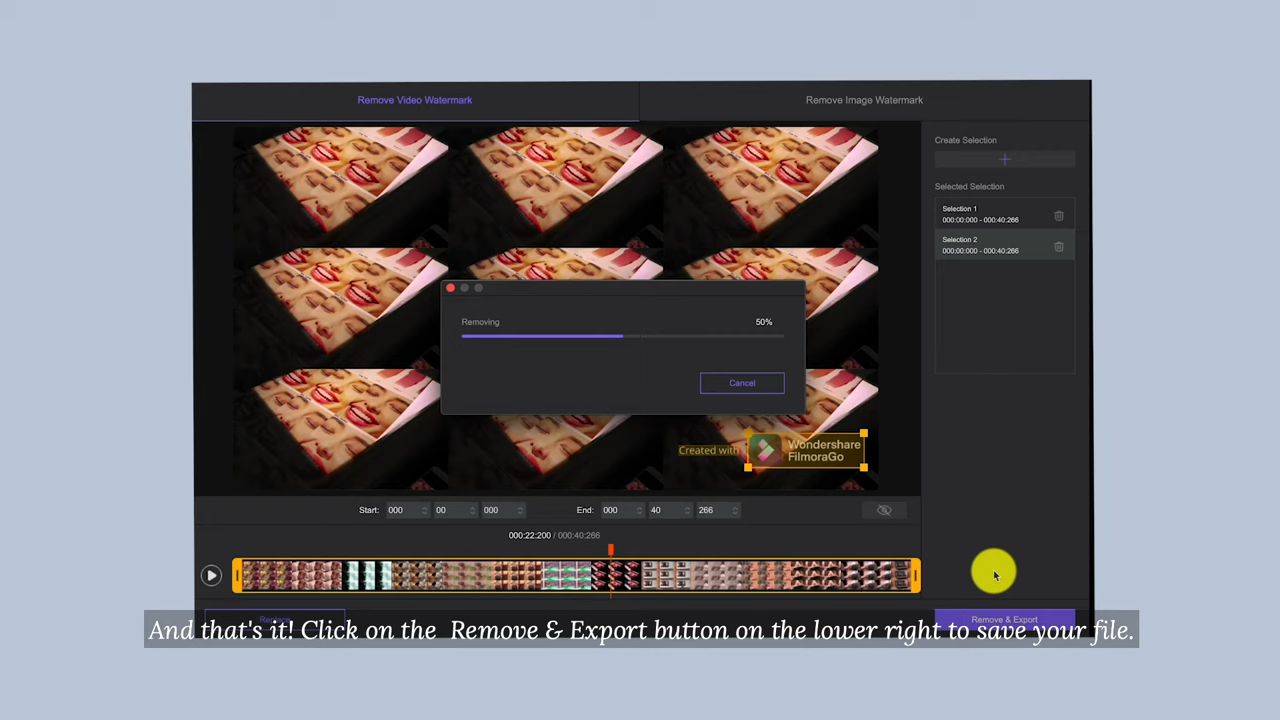 Remove Video Watermark
Remove Image Watermark
Create Selection
Selected Selection
Selection 1
000:00:000 - 000:40:266
Selection 2
000:00:000 - 000:40:266
Removing
50%
Cancel
Created with
Wondershare
FilmoraGo
Start: 000 00 000 End: 000 40 266
000:22:200 / 000:40:266
Remove & Export
And that's it! Click on the Remove & Export button on the lower right to save your file.